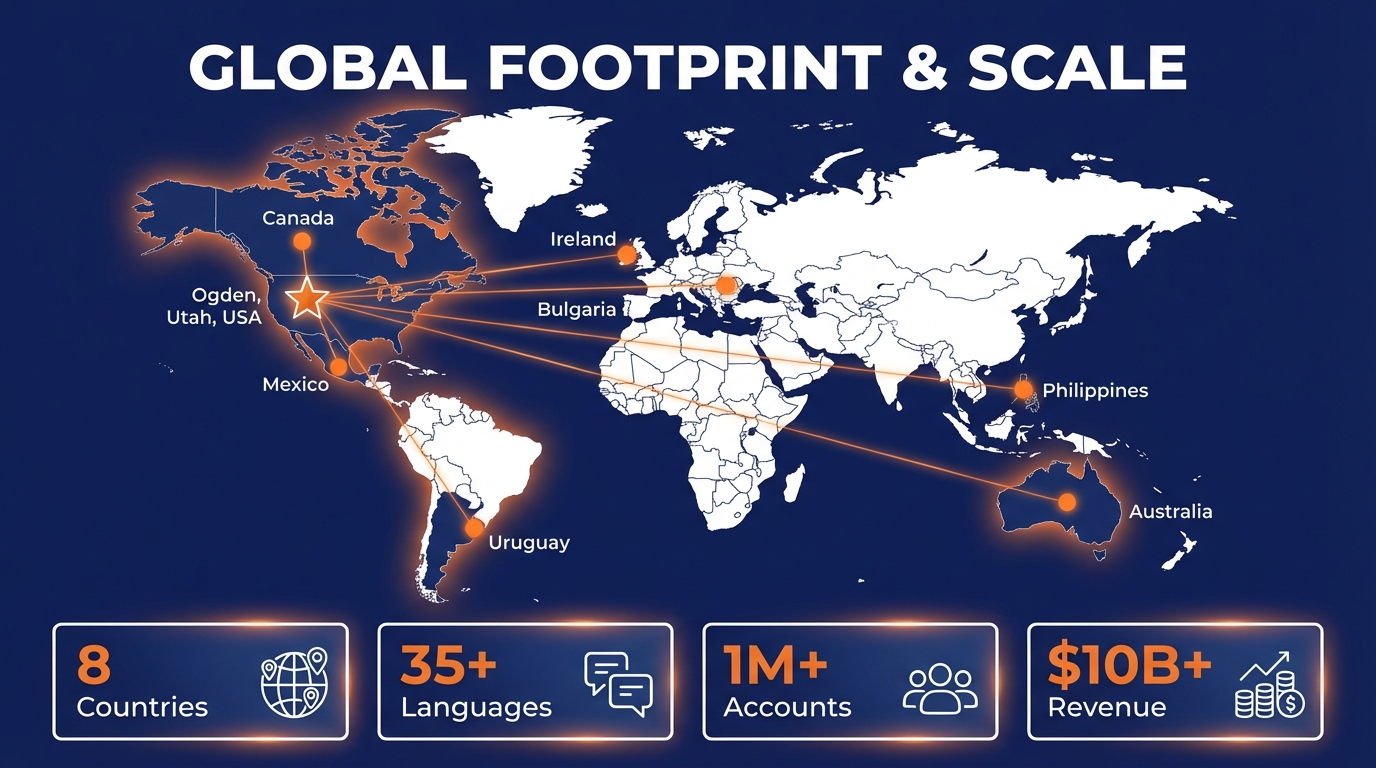 GLOBAL FOOTPRINT & SCALE
Canada
Ireland
Ogden,
Utah, USA
Bulgaria
Mexico
Philippines
Australia
Uruguay
8
Countries
35+
Languages
1M+
Accounts
$10B+
Revenue
$